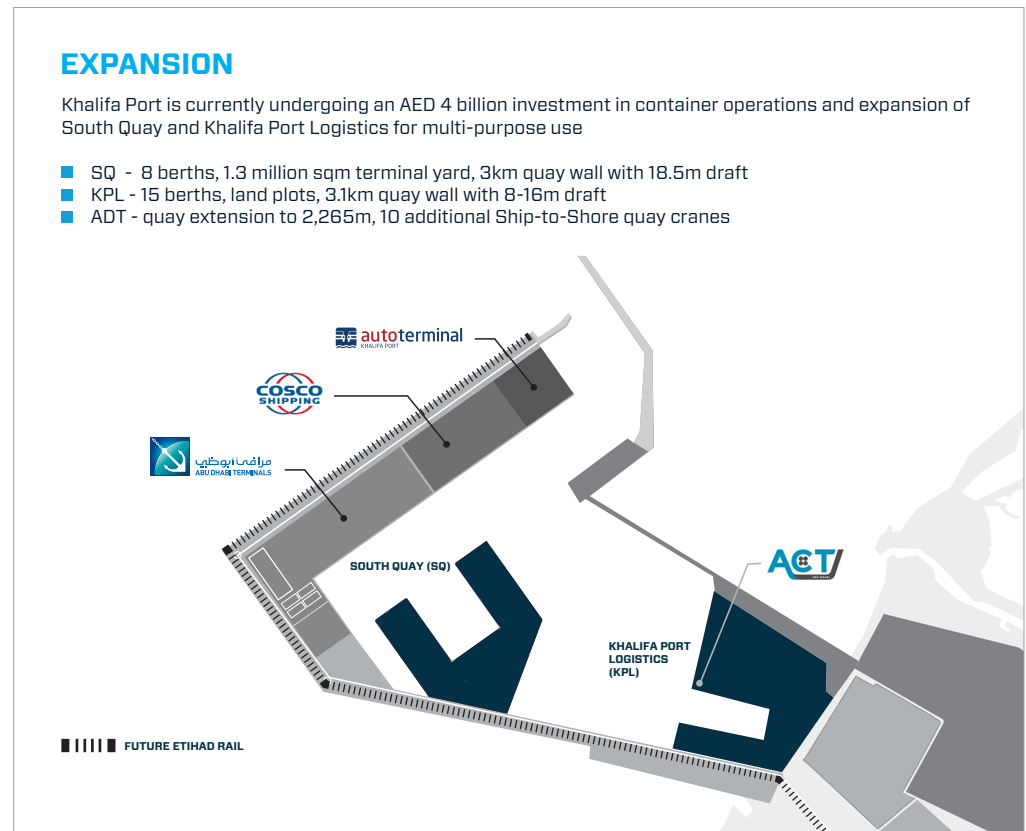 EXPANSION
Khalifa Port is currently undergoing an AED 4 billion investment in container operations and expansion of
South Quay and Khalifa Port Logistics for multi-purpose use
SQ - 8 berths, 1.3 million sqm terminal yard, 3km quay wall with 18.5m draft
KPL - 15 berths, land plots, 3.1km quay wall with 8-16m draft
ADT - quay extension to 2,265m, 10 additional Ship-to-Shore quay cranes
autoterminal
KHALIFA PORT
COSCO
SHIPPING
مرافئ أبوظبي
ABU DHABI TERMINALS
SOUTH QUAY (SQ)
ACT
KHALIFA PORT
LOGISTICS
(KPL)
FUTURE ETIHAD RAIL